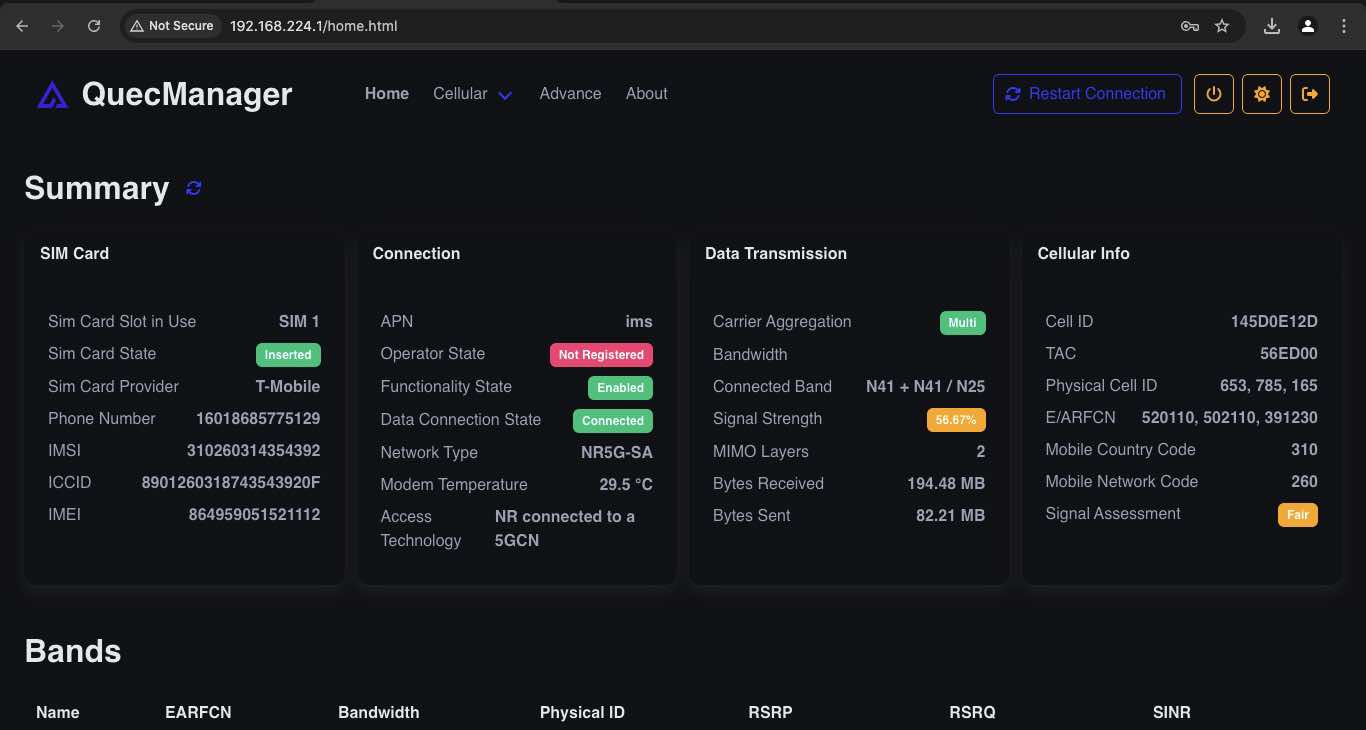 Not Secure 192.168.224.1/home.html
QuecManager Home Cellular Advance About Restart Connection
Summary
SIM Card
Sim Card Slot in Use SIM 1
Sim Card State Inserted
Sim Card Provider T-Mobile
Phone Number 16018685775129
IMSI 310260314354392
ICCID 8901260318743543920F
IMEI 864959051521112
Connection
APN ims
Operator State Not Registered
Functionality State Enabled
Data Connection State Connected
Network Type NR5G-SA
Modem Temperature 29.5 °C
Access NR connected to a
Technology 5GCN
Data Transmission
Carrier Aggregation Multi
Bandwidth
Connected Band N41 + N41 / N25
Signal Strength 56.67%
MIMO Layers 2
Bytes Received 194.48 MB
Bytes Sent 82.21 MB
Cellular Info
Cell ID 145D0E12D
TAC 56ED00
Physical Cell ID 653, 785, 165
E/ARFCN 520110, 502110, 391230
Mobile Country Code 310
Mobile Network Code 260
Signal Assessment Fair
Bands
Name EARFCN Bandwidth Physical ID RSRP RSRQ SINR